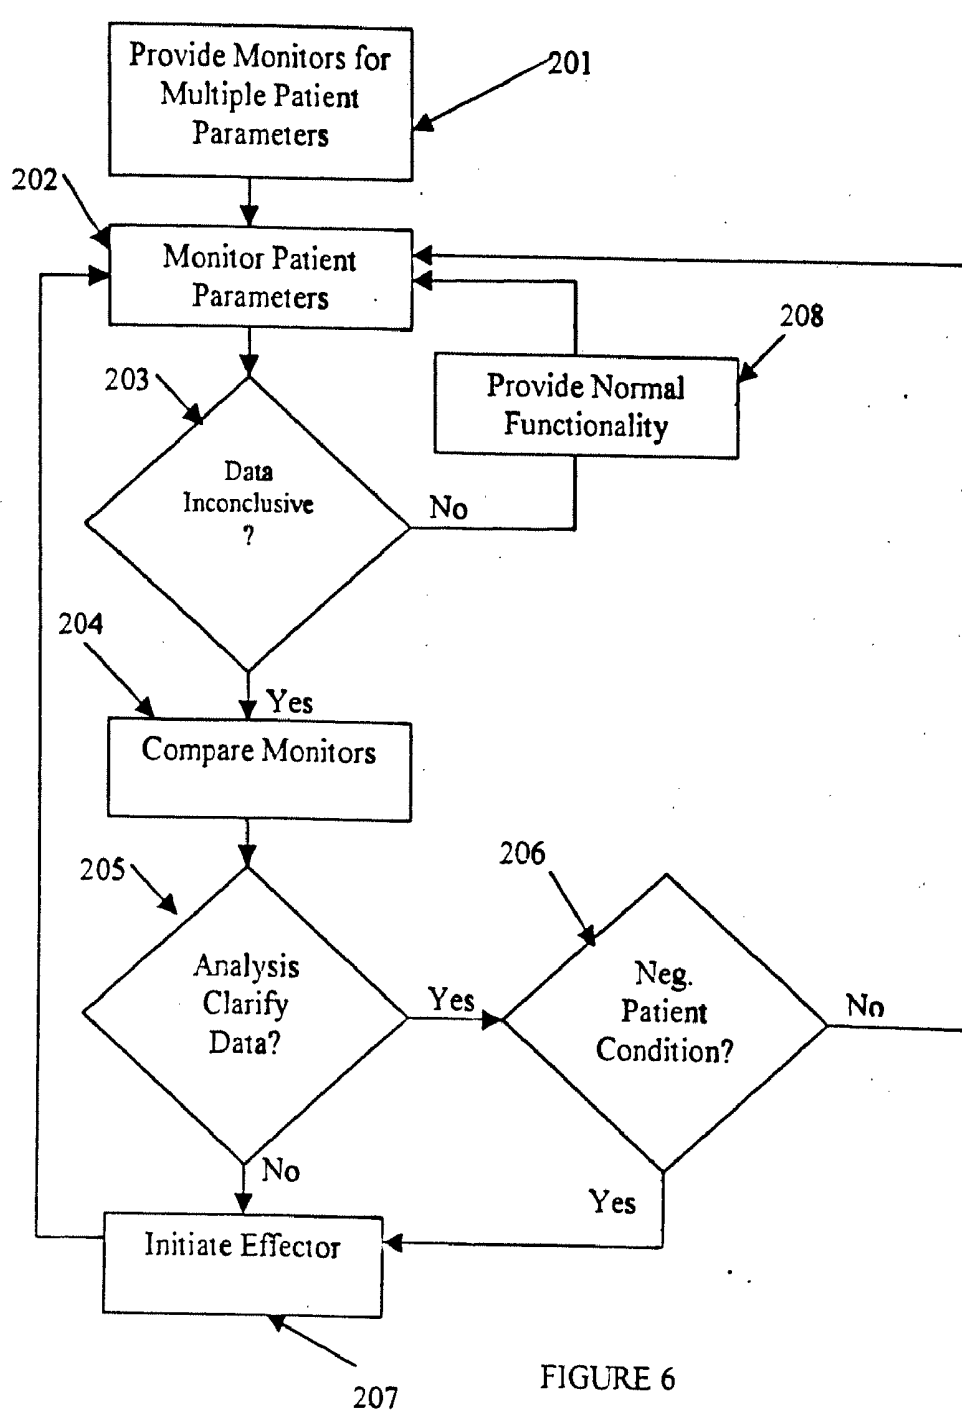 Provide Monitors for
Multiple Patient
Parameters
201
202
Monitor Patient
Parameters
208
Provide Normal
Functionality
203
Data
Inconclusive
?
No
204
Yes
Compare Monitors
205
206
Analysis
Clarify
Data?
Yes
Neg.
Patient
Condition?
No
No
Yes
Initiate Effector
207
FIGURE 6